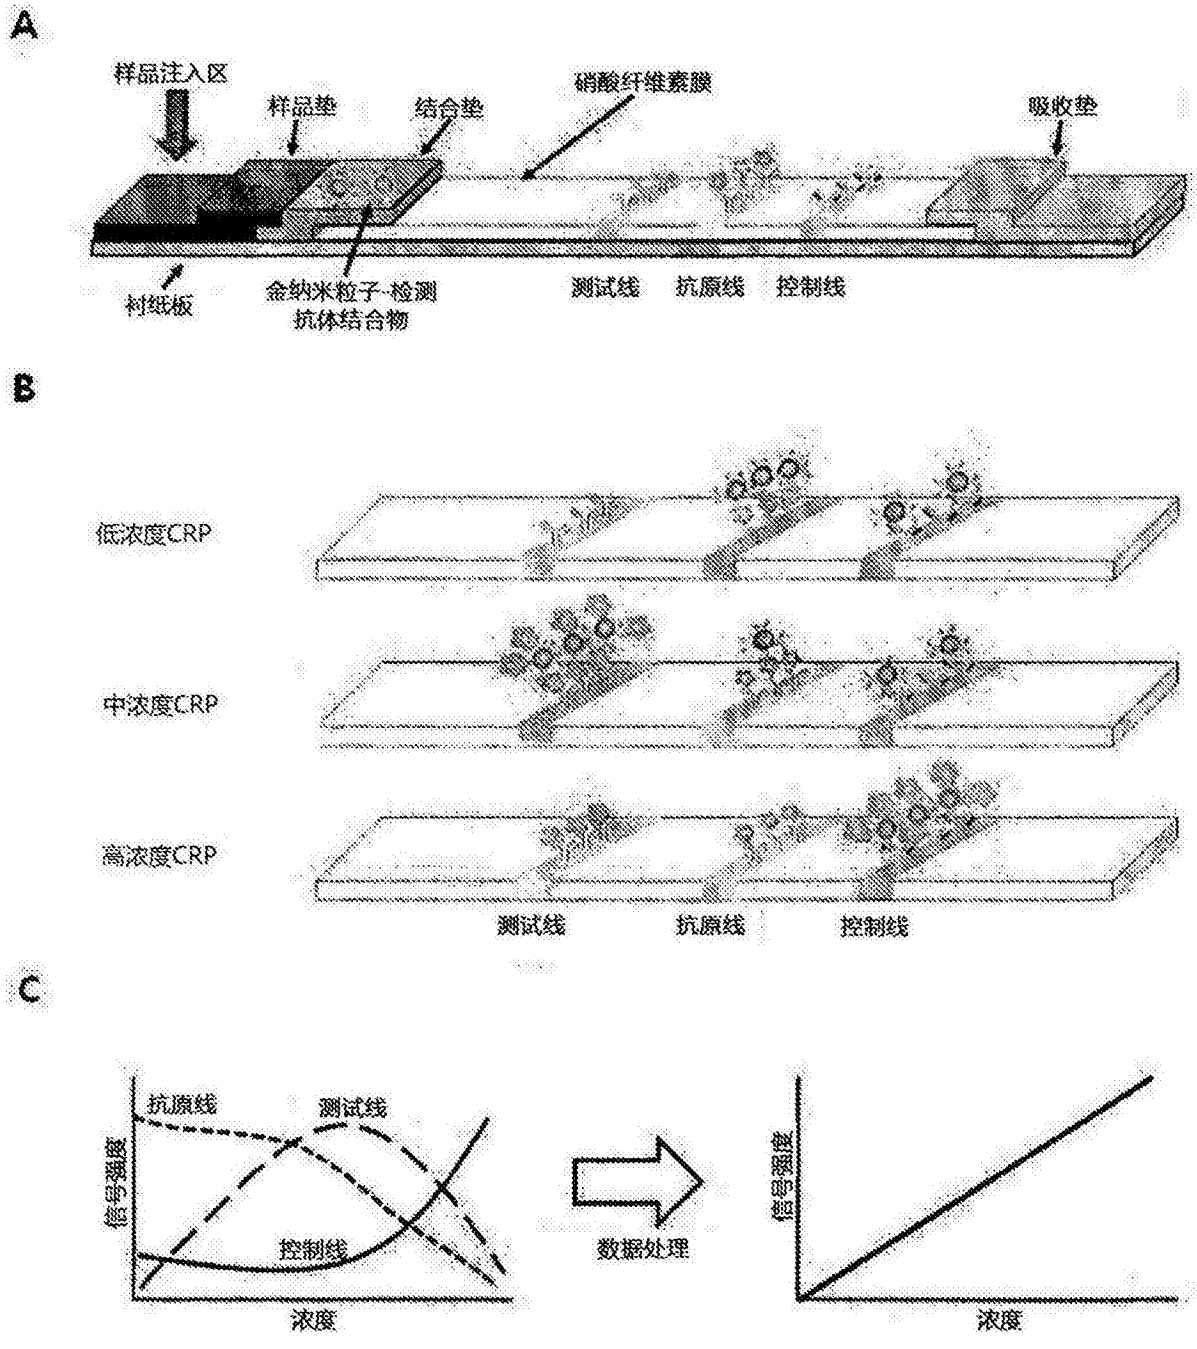 A
样品注入区
样品垫
结合垫
硝酸纤维素膜
吸收垫
衬纸板
金纳米粒子-检测
抗体结合物
测试线
抗原线
控制线
B
低浓度CRP
中浓度CRP
高浓度CRP
测试线
抗原线
控制线
C
抗原线
测试线
控制线
信号强度
浓度
数据处理
信号强度
浓度